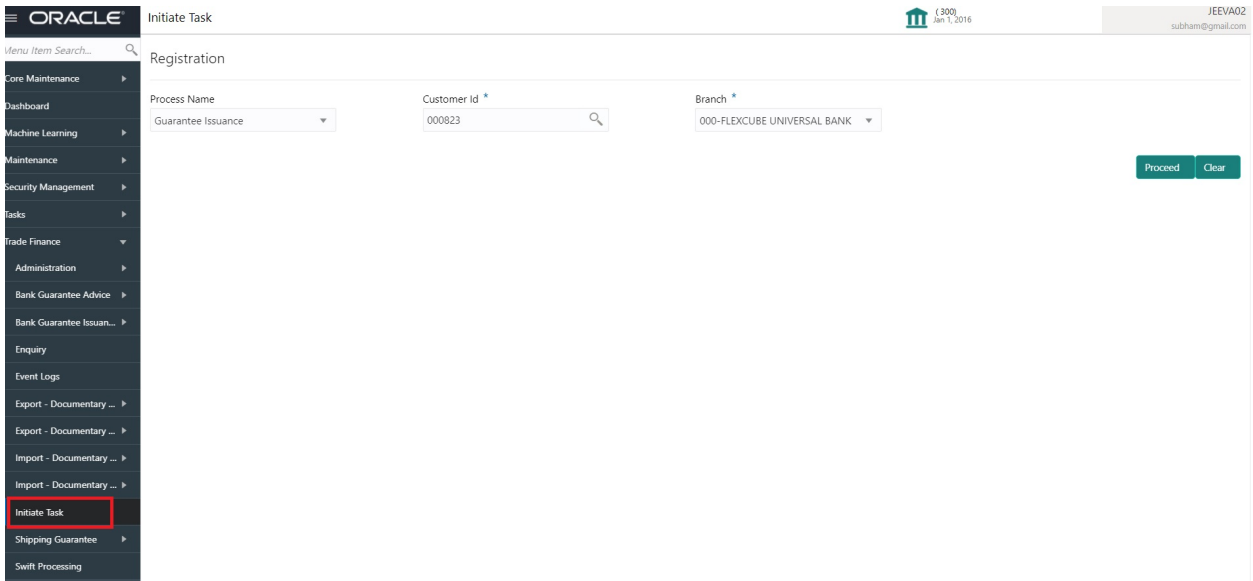 ORACLE
Initiate Task
( 300)
Jan 1, 2016
JEEVA02
subham@gmail.com
Menu Item Search...
Core Maintenance
Dashboard
Machine Learning
Maintenance
Security Management
Tasks
Trade Finance
Administration
Bank Guarantee Advice
Bank Guarantee Issuan...
Enquiry
Event Logs
Export - Documentary ...
Export - Documentary ...
Import - Documentary ...
Import - Documentary ...
Initiate Task
Shipping Guarantee
Swift Processing
Registration
Process Name
Guarantee Issuance
Customer Id *
000823
Branch *
000-FLEXCUBE UNIVERSAL BANK
Proceed
Clear